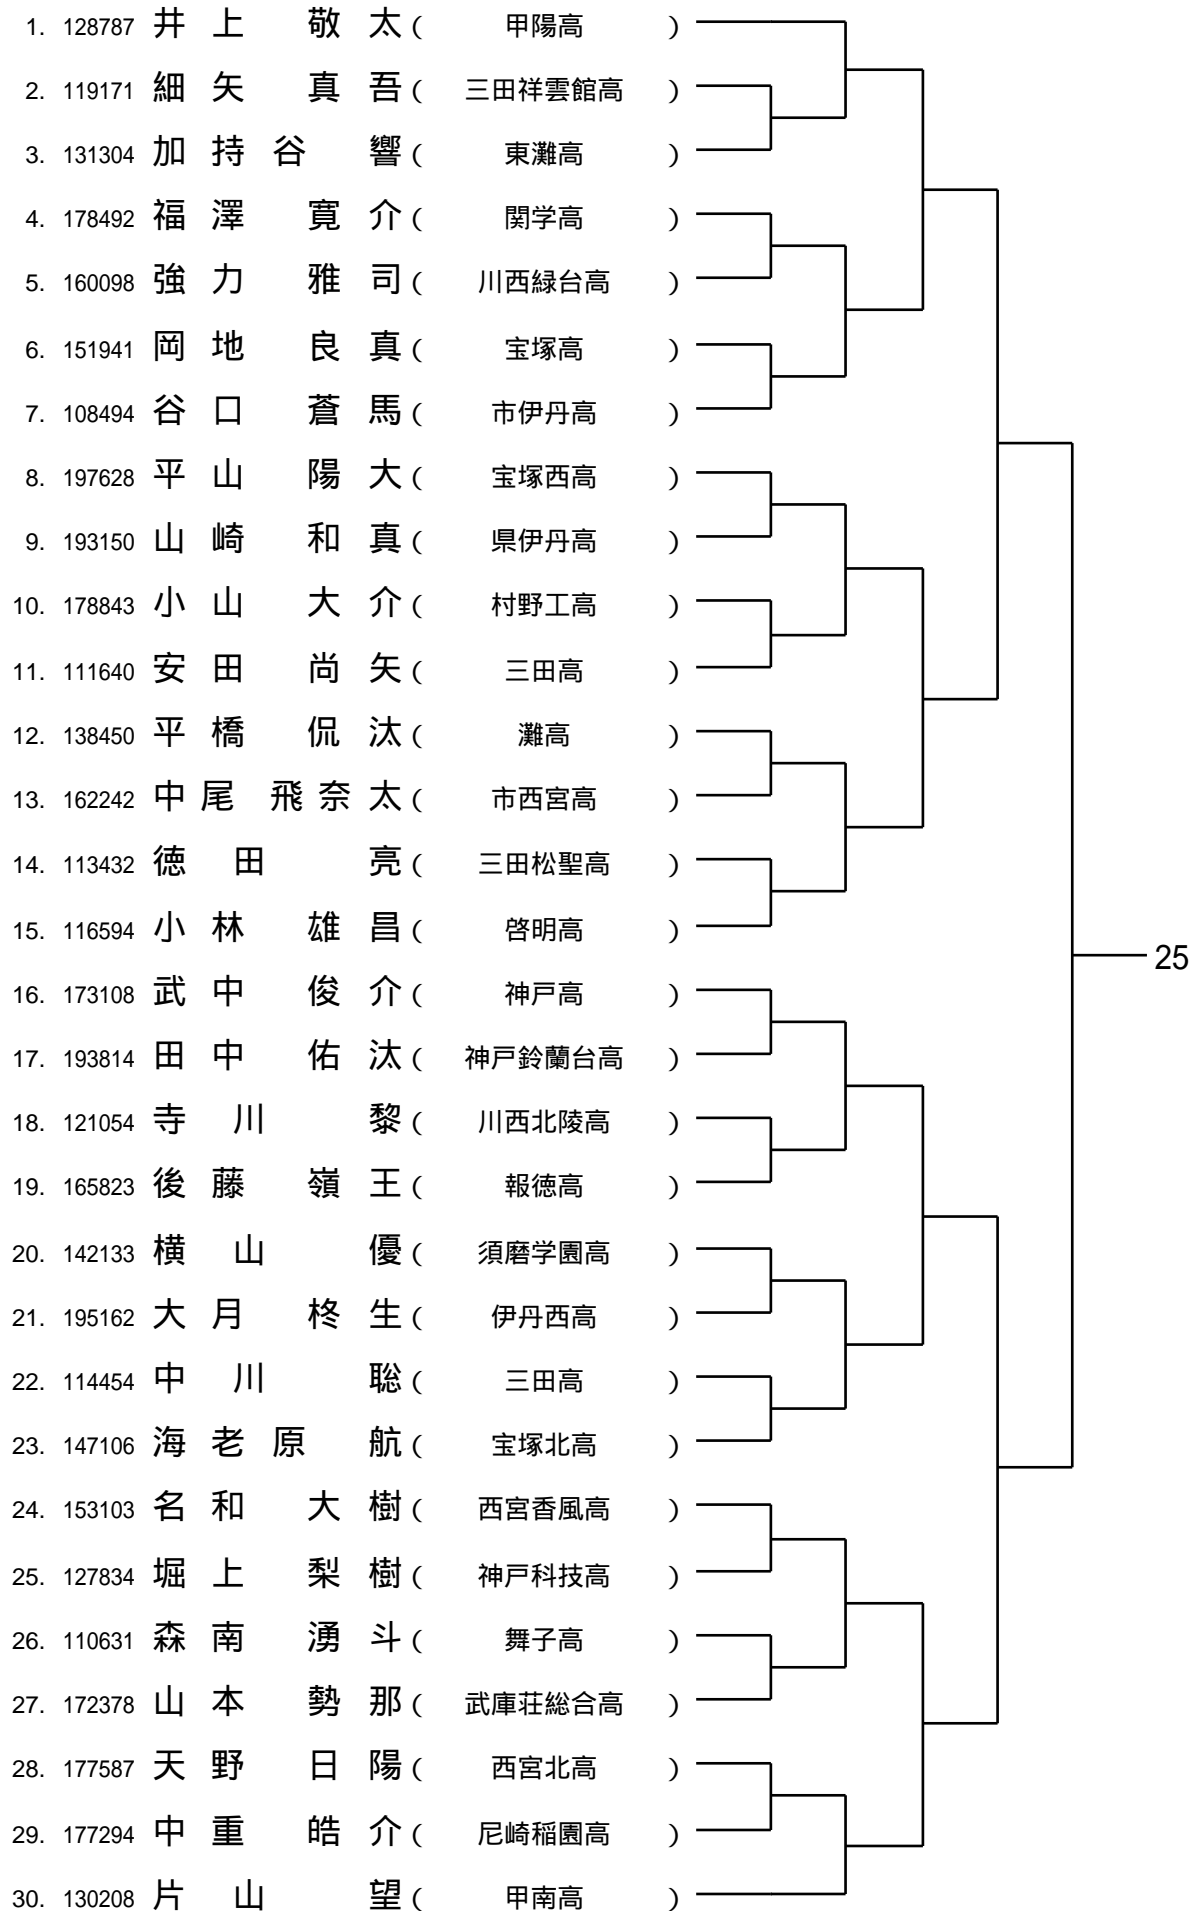 1. 128787 井上 敬太 ( 甲陽高 )
2. 119171 細矢 真吾 ( 三田祥雲館高 )
3. 131304 加持谷 響 ( 東灘高 )
4. 178492 福澤 寛介 ( 関学高 )
5. 160098 強力 雅司 ( 川西緑台高 )
6. 151941 岡地 良真 ( 宝塚高 )
7. 108494 谷口 蒼馬 ( 市伊丹高 )
8. 197628 平山 陽大 ( 宝塚西高 )
9. 193150 山崎 和真 ( 県伊丹高 )
10. 178843 小山 大介 ( 村野工高 )
11. 111640 安田 尚矢 ( 三田高 )
12. 138450 平橋 侃汰 ( 灘高 )
13. 162242 中尾 飛奈太 ( 市西宮高 )
14. 113432 徳田 亮 ( 三田松聖高 )
15. 116594 小林 雄昌 ( 啓明高 )
25
16. 173108 武中 俊介 ( 神戸高 )
17. 193814 田中 佑汰 ( 神戸鈴蘭台高 )
18. 121054 寺川 黎 ( 川西北陵高 )
19. 165823 後藤 嶺王 ( 報徳高 )
20. 142133 横山 優 ( 須磨学園高 )
21. 195162 大月 柊生 ( 伊丹西高 )
22. 114454 中川 聡 ( 三田高 )
23. 147106 海老原 航 ( 宝塚北高 )
24. 153103 名和 大樹 ( 西宮香風高 )
25. 127834 堀上 梨樹 ( 神戸科技高 )
26. 110631 森南 湧斗 ( 舞子高 )
27. 172378 山本 勢那 ( 武庫荘総合高 )
28. 177587 天野 日陽 ( 西宮北高 )
29. 177294 中重 皓介 ( 尼崎稲園高 )
30. 130208 片山 望 ( 甲南高 )